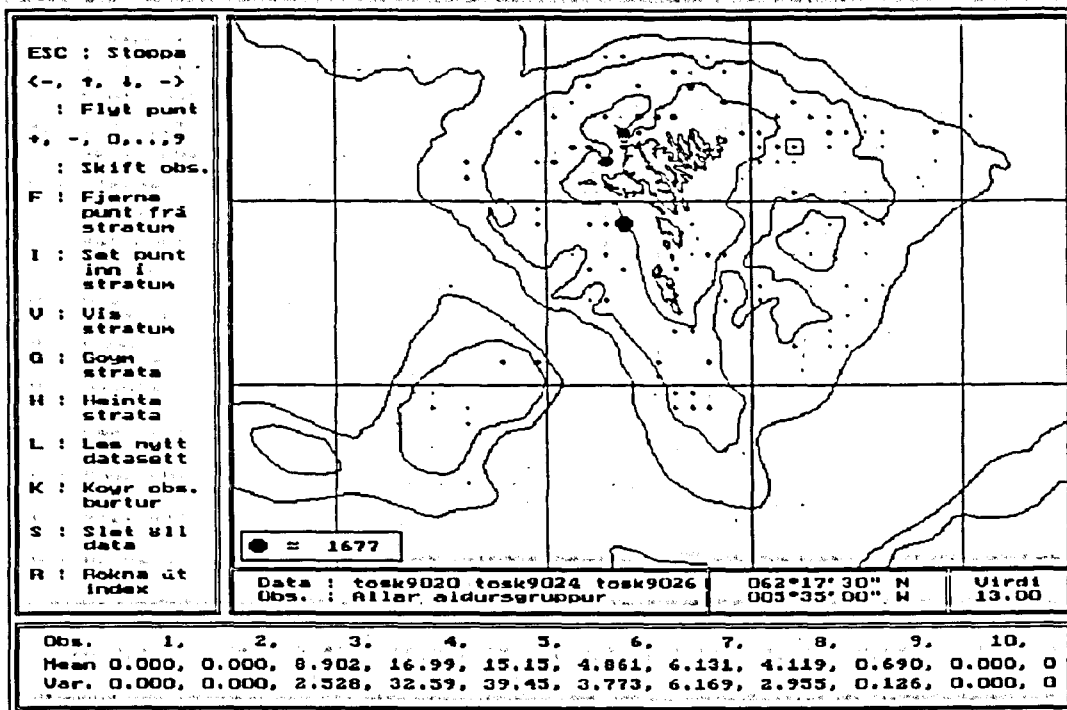 ESC : Stoppa
<-, ↑, ↓, ->
: Flyt punt
+, -, 0,..,9
: Skift obs.
F : Fjerna
punt frá
stratum
I : Set punt
inn í
stratum
V : Vís
stratum
G : Goym
strata
H : Heinta
strata
L : Les nýtt
datasett
K : Koyr obs.
burtur
S : Slet øll
data
R : Rokna út
index
● = 1677
Data : tosk9020 tosk9024 tosk9026
Obs. : Allar aldursgruppur
062°17'30" N
005°35'00" W
Virdi
13.00
Obs. 1, 2, 3, 4, 5, 6, 7, 8, 9, 10,
Mean 0.000, 0.000, 8.902, 16.99, 15.15, 4.861, 6.131, 4.119, 0.690, 0.000, 0
Var. 0.000, 0.000, 2.528, 32.59, 39.45, 3.773, 6.169, 2.955, 0.126, 0.000, 0